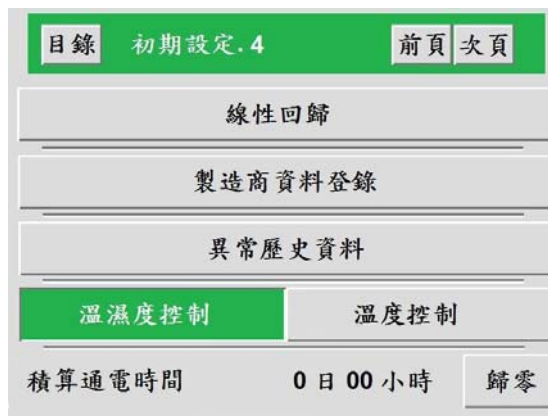 目錄 初期設定.4 前頁 次頁
線性回歸
製造商資料登錄
異常歷史資料
溫濕度控制 溫度控制
積算通電時間 0 日 00 小時 歸零